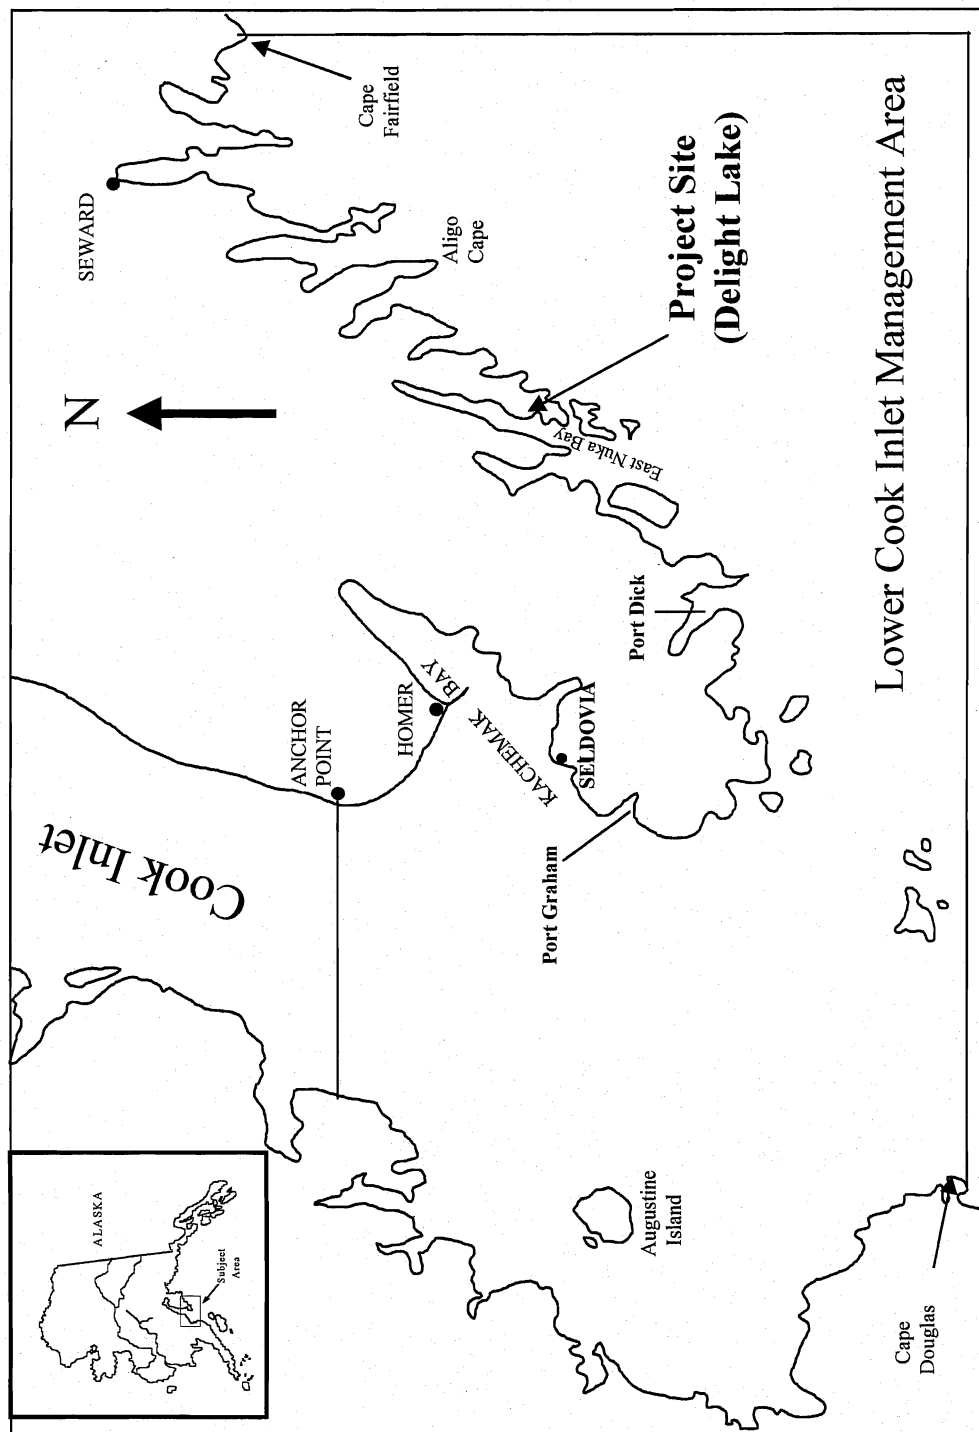 ALASKA
Subject
Area
Cook Inlet
N
SEWARD
Cape
Fairfield
ANCHOR
POINT
HOMER
KACHEMAK
BAY
Aligo
Cape
Project Site
(Delight Lake)
East Nuka Bay
Port Dick
SELDOVIA
Port Graham
Augustine
Island
Cape
Douglas
Lower Cook Inlet Management Area